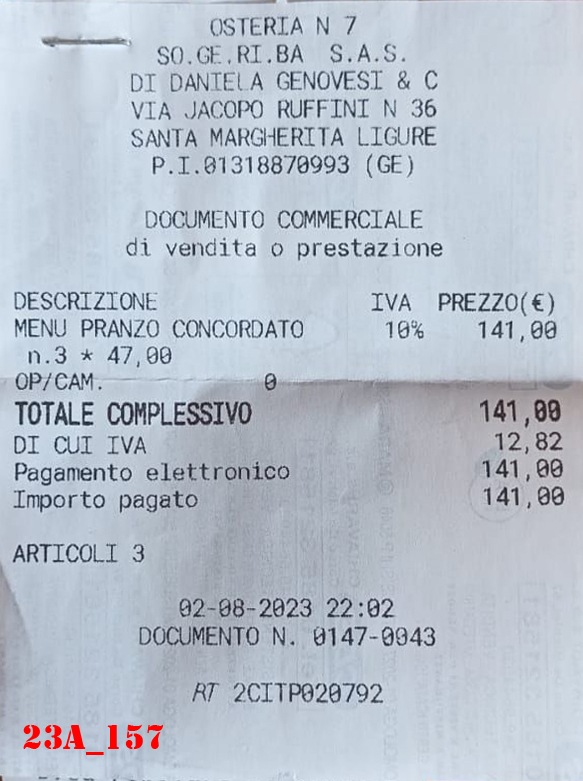 OSTERIA N 7
SO.GE.RI.BA S.A.S.
DI DANIELA GENOVESI & C
VIA JACOPO RUFFINI N 36
SANTA MARGHERITA LIGURE
P.I.01318870993 (GE)
DOCUMENTO COMMERCIALE
di vendita o prestazione
DESCRIZIONE IVA PREZZO(€)
MENU PRANZO CONCORDATO 10% 141,00
n.3 * 47,00
OP/CAM. 0
TOTALE COMPLESSIVO 141,00
DI CUI IVA 12,82
Pagamento elettronico 141,00
Importo pagato 141,00
ARTICOLI 3
02-08-2023 22:02
DOCUMENTO N. 0147-0043
RT 2CITP020792
23A_157